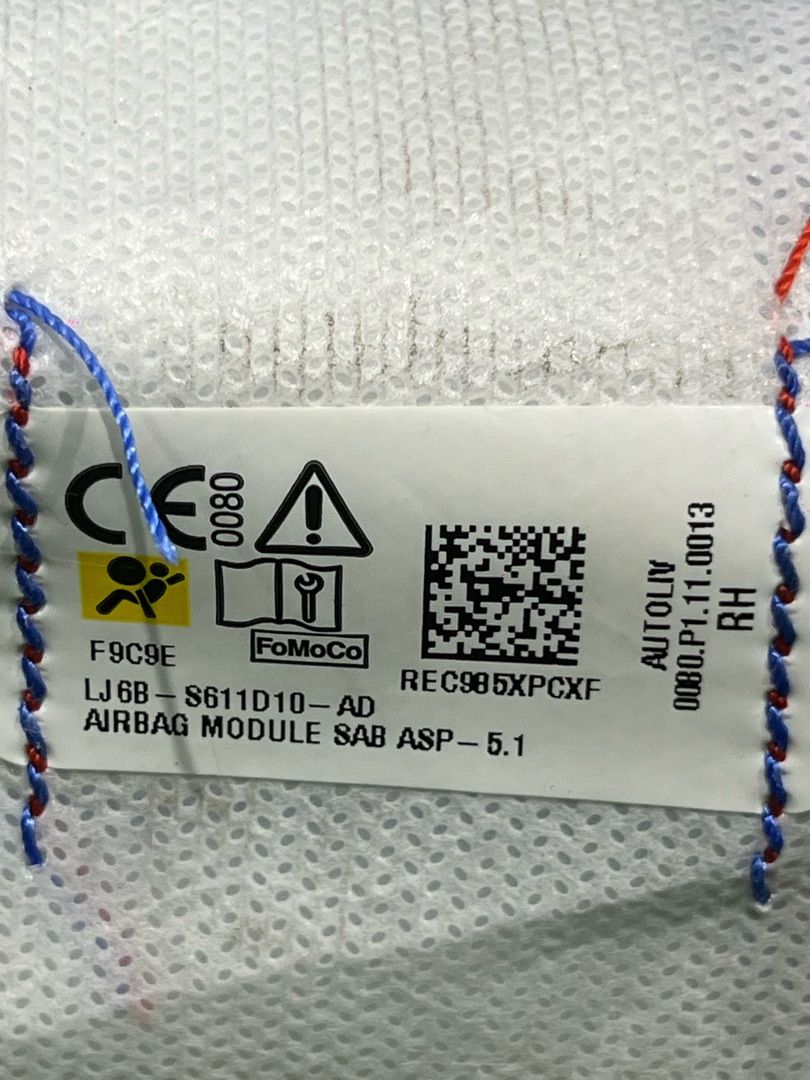 CE 0080
F9C9E
FoMoCo
LJ6B-S611D10-AD
AIRBAG MODULE SAB ASP-5.1
REC985XPCXF
AUTOLIV
0080.P1.11.0013
RH